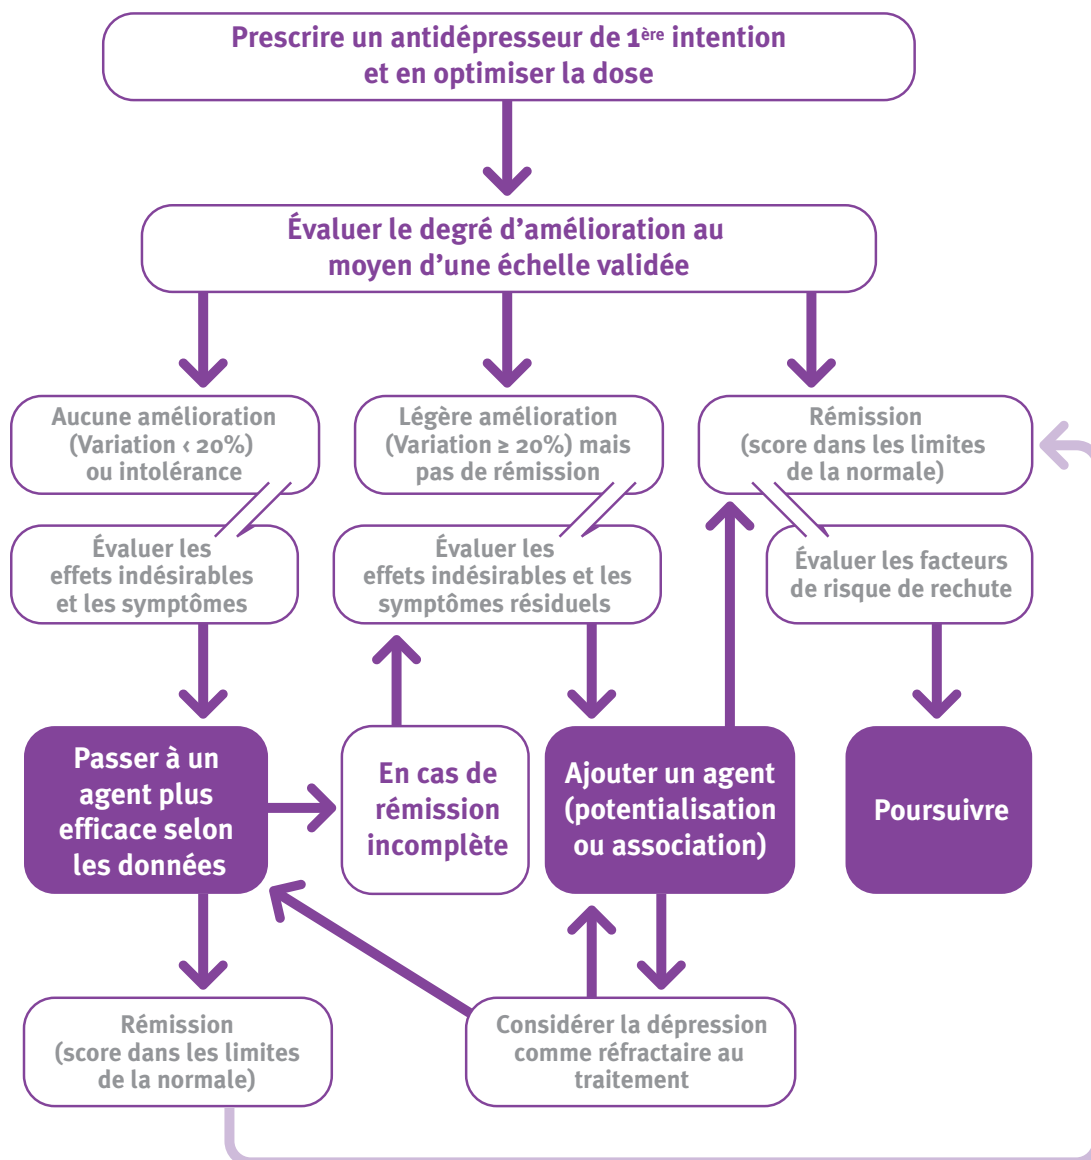 Prescrire un antidépresseur de 1ère intention
et en optimiser la dose
Évaluer le degré d’amélioration au
moyen d’une échelle validée
Aucune amélioration
(Variation < 20%)
ou intolérance
Légère amélioration
(Variation ≥ 20%) mais
pas de rémission
Rémission
(score dans les limites
de la normale)
Évaluer les
effets indésirables
et les symptômes
Évaluer les
effets indésirables et les
symptômes résiduels
Évaluer les facteurs
de risque de rechute
Passer à un
agent plus
efficace selon
les données
En cas de
rémission
incomplète
Ajouter un agent
(potentialisation
ou association)
Poursuivre
Rémission
(score dans les limites
de la normale)
Considérer la dépression
comme réfractaire au
traitement